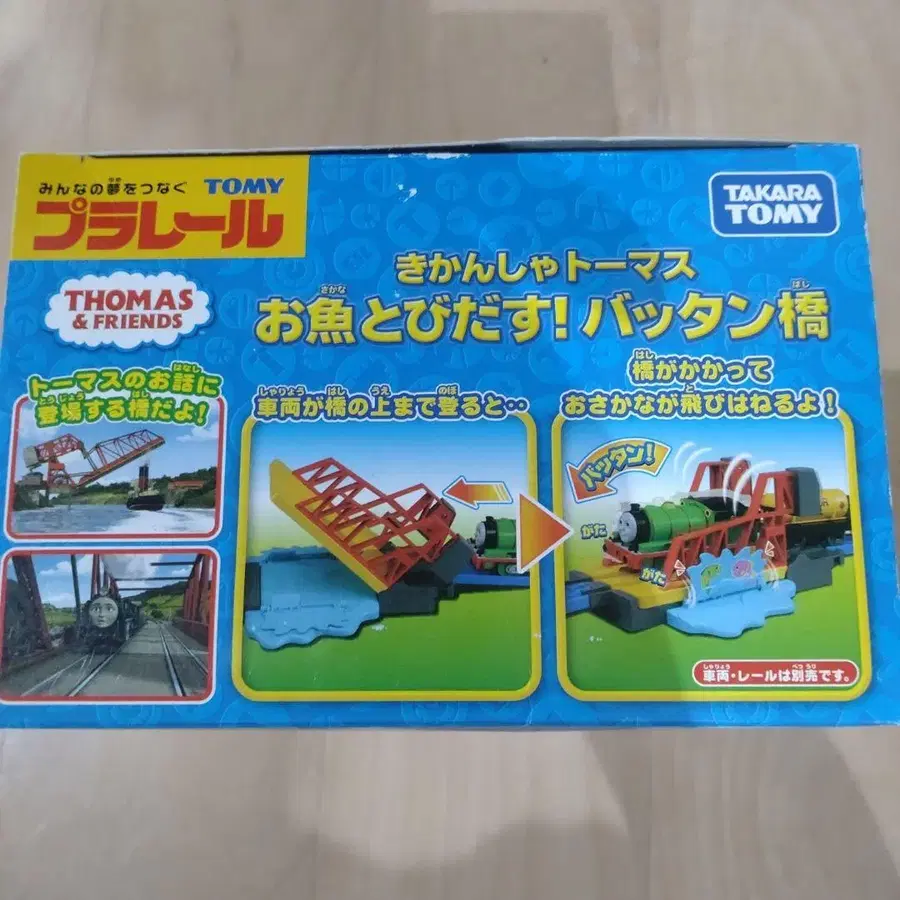 みんなの夢をつなぐ TOMY
プラレール
TAKARA
TOMY
THOMAS
& FRIENDS
きかんしゃトーマス
お魚とびだす!バッタン橋
トーマスのお話に
登場する橋だよ!
車両が橋の上まで登ると‥
橋がかかって
おさかなが飛びはねるよ!
バッタン!
がた
がた
車両・レールは別売です。